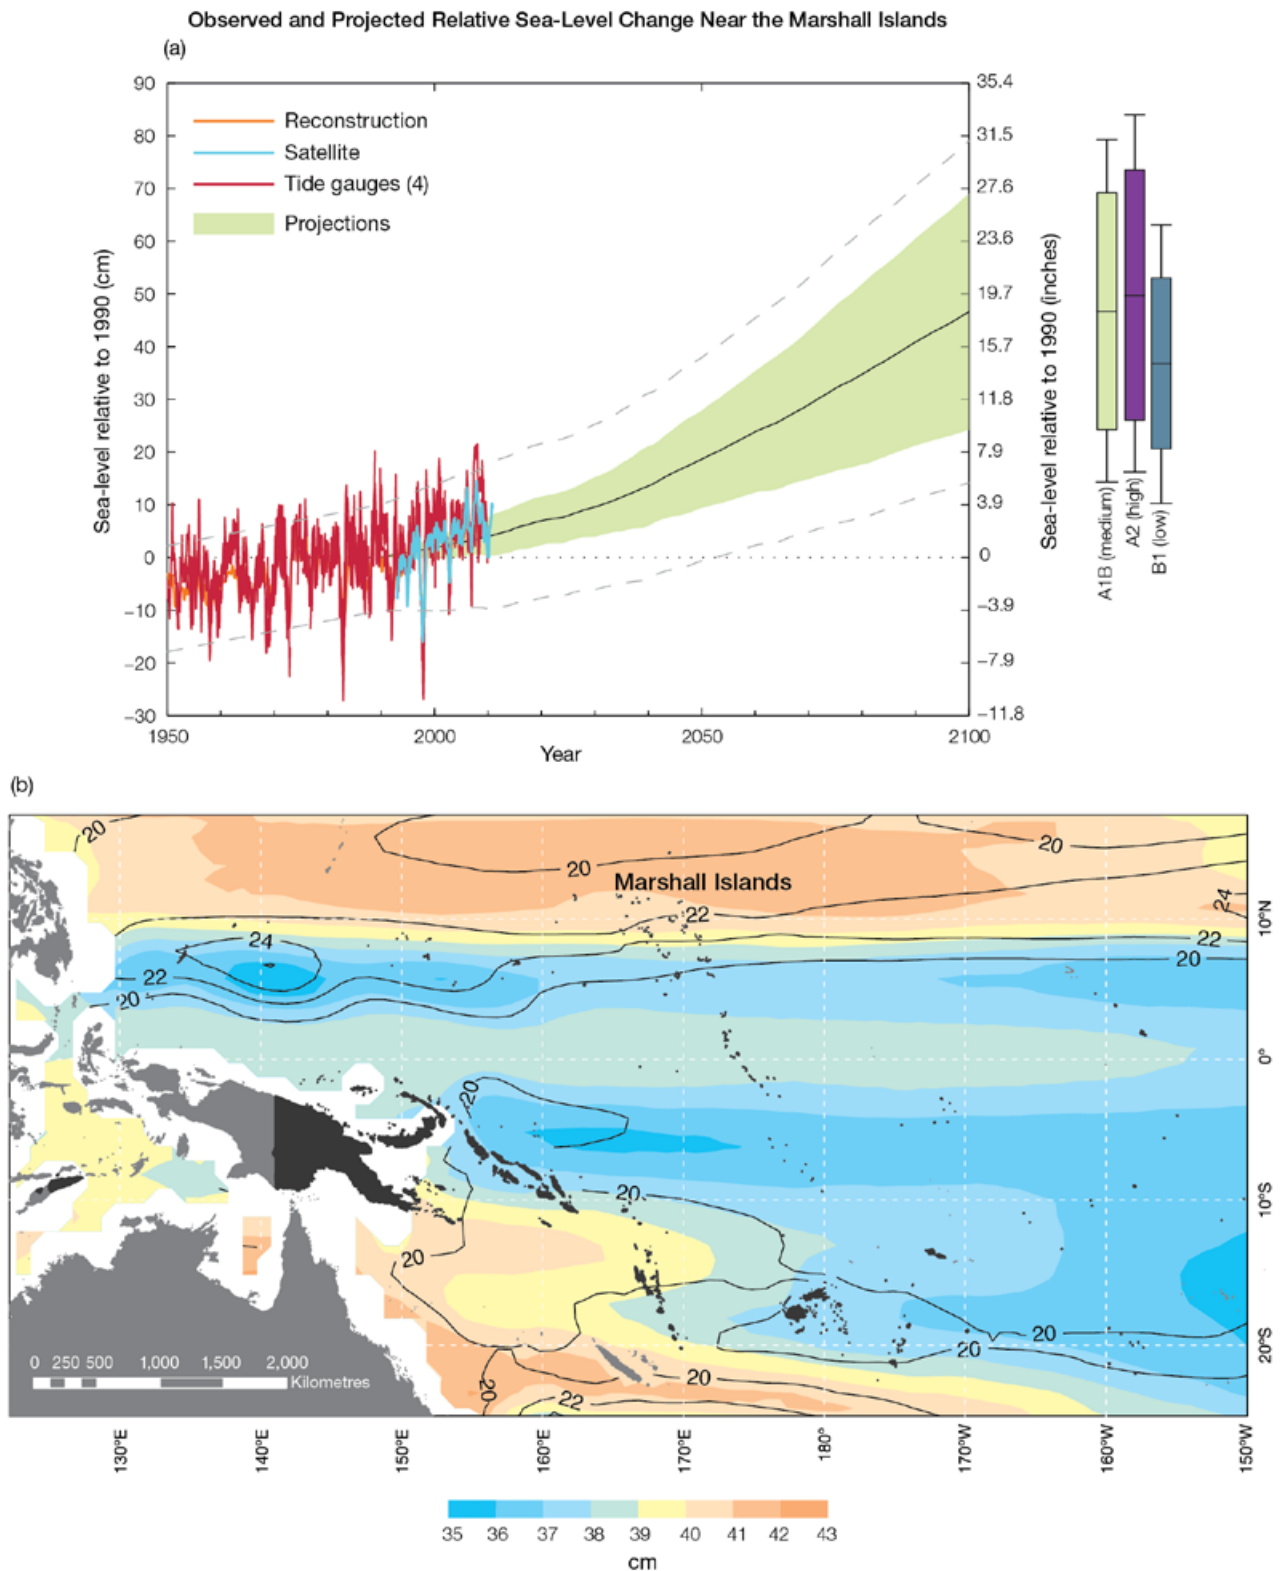 Observed and Projected Relative Sea-Level Change Near the Marshall Islands
(a)
90
80
70
60
50
40
30
20
10
0
−10
−20
−30
Sea-level relative to 1990 (cm)
Reconstruction
Satellite
Tide gauges (4)
Projections
35.4
31.5
27.6
23.6
19.7
15.7
11.8
7.9
3.9
0
−3.9
−7.9
−11.8
Sea-level relative to 1990 (inches)
A1B (medium)
A2 (high)
B1 (low)
1950
2000
2050
2100
Year
(b)
20
20
20
Marshall Islands
24
22
10°N
24
22
22
20
20
0°
20
20
10°S
20
20
20
20°S
20
20
22
0 250 500 1,000 1,500 2,000
Kilometres
130°E
140°E
150°E
160°E
170°E
180°
170°W
160°W
150°W
35 36 37 38 39 40 41 42 43
cm